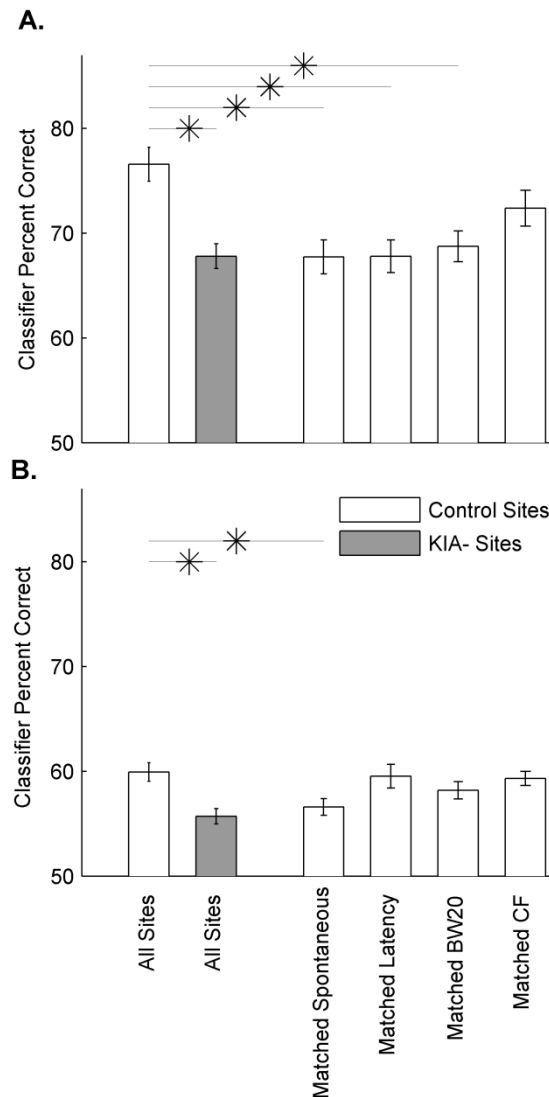 A.
Classifier Percent Correct
80
70
60
50
B.
Classifier Percent Correct
80
70
60
50
Control Sites
KIA- Sites
All Sites
All Sites
Matched Spontaneous
Matched Latency
Matched BW20
Matched CF